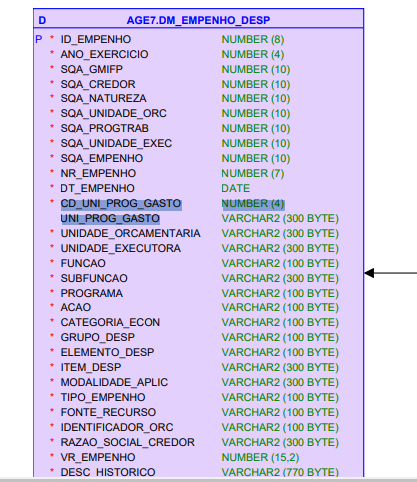 D AGE7.DM_EMPENHO_DESP
P * ID_EMPENHO NUMBER (8)
* ANO_EXERCICIO NUMBER (4)
* SQA_GMIFP NUMBER (10)
* SQA_CREDOR NUMBER (10)
* SQA_NATUREZA NUMBER (10)
* SQA_UNIDADE_ORC NUMBER (10)
* SQA_PROGTRAB NUMBER (10)
* SQA_UNIDADE_EXEC NUMBER (10)
* SQA_EMPENHO NUMBER (10)
* NR_EMPENHO NUMBER (7)
* DT_EMPENHO DATE
* CD_UNI_PROG_GASTO NUMBER (4)
UNI_PROG_GASTO VARCHAR2 (300 BYTE)
* UNIDADE_ORCAMENTARIA VARCHAR2 (300 BYTE)
* UNIDADE_EXECUTORA VARCHAR2 (300 BYTE)
* FUNCAO VARCHAR2 (100 BYTE)
* SUBFUNCAO VARCHAR2 (300 BYTE)
* PROGRAMA VARCHAR2 (100 BYTE)
* ACAO VARCHAR2 (100 BYTE)
* CATEGORIA_ECON VARCHAR2 (100 BYTE)
* GRUPO_DESP VARCHAR2 (100 BYTE)
* ELEMENTO_DESP VARCHAR2 (100 BYTE)
* ITEM_DESP VARCHAR2 (300 BYTE)
* MODALIDADE_APLIC VARCHAR2 (300 BYTE)
* TIPO_EMPENHO VARCHAR2 (100 BYTE)
* FONTE_RECURSO VARCHAR2 (100 BYTE)
* IDENTIFICADOR_ORC VARCHAR2 (100 BYTE)
* RAZAO_SOCIAL_CREDOR VARCHAR2 (300 BYTE)
* VR_EMPENHO NUMBER (15,2)
* DESC_HISTORICO VARCHAR2 (770 BYTE)